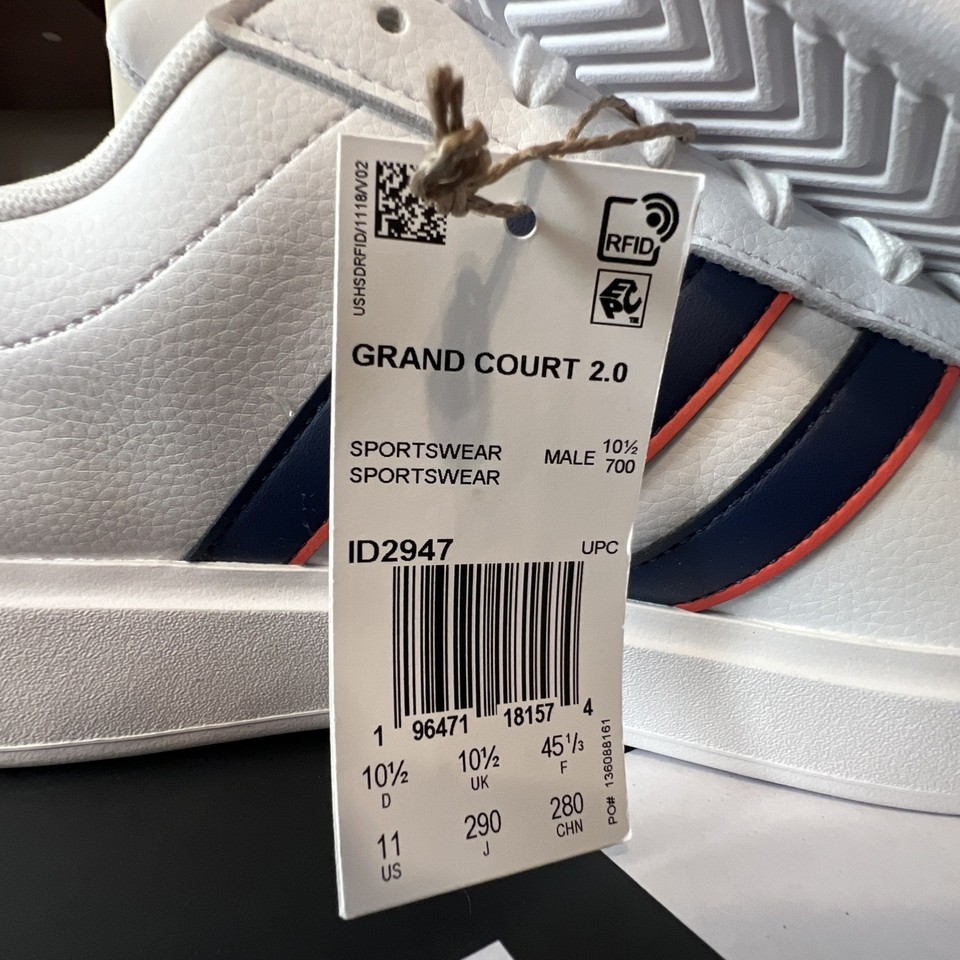 USHSDRFID/1118/V02
RFID
EPC™
GRAND COURT 2.0
SPORTSWEAR
SPORTSWEAR
MALE 10½
700
ID2947
UPC
1 96471 18157 4
10½ 10½ 45⅓
D UK F
11 290 280
US J CHN
PO# 136088161